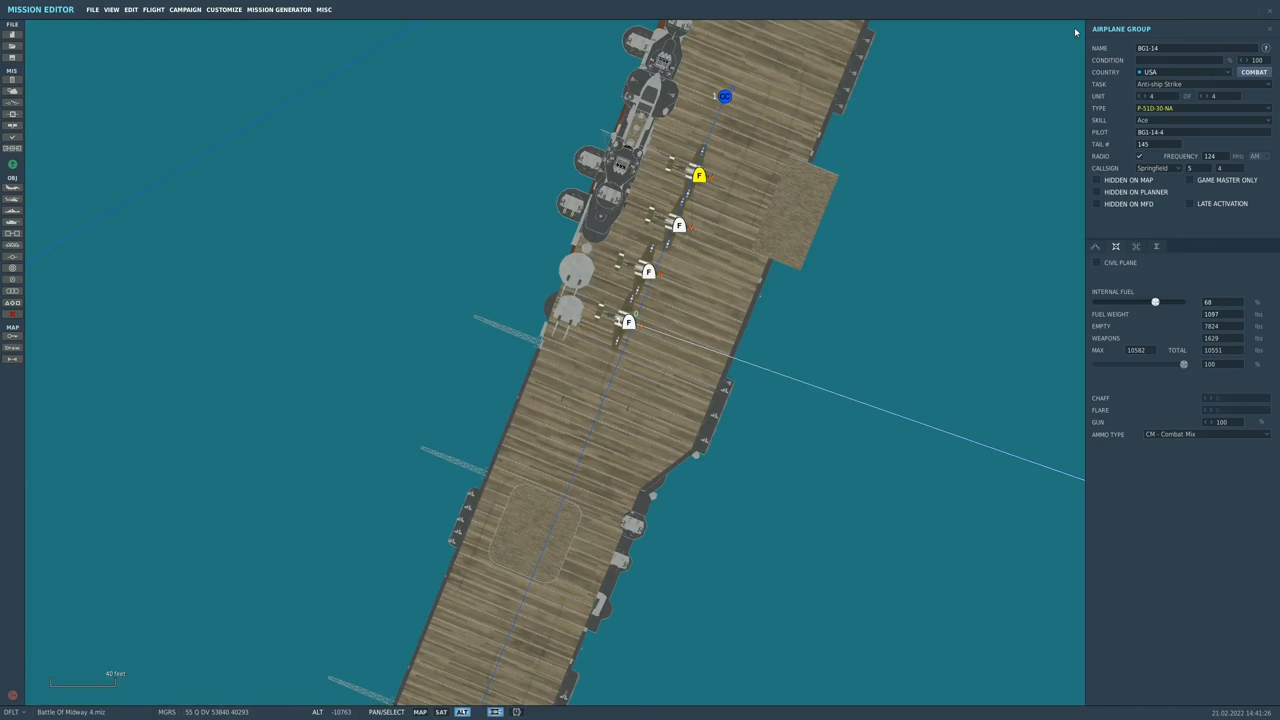 MISSION EDITOR FILE VIEW EDIT FLIGHT CAMPAIGN CUSTOMIZE MISSION GENERATOR MISC
FILE
MIS
OBJ
MAP
Draw
1
F
F
F
0
F
40 feet
AIRPLANE GROUP
NAME BG1-14 ?
CONDITION % < > 100
COUNTRY USA COMBAT
TASK Anti-ship Strike
UNIT < > 4 OF < > 4
TYPE P-51D-30-NA
SKILL Ace
PILOT BG1-14-4
TAIL # 145
RADIO FREQUENCY 124 MHz AM
CALLSIGN Springfield 5 4
HIDDEN ON MAP GAME MASTER ONLY
HIDDEN ON PLANNER
HIDDEN ON MFD LATE ACTIVATION
CIVIL PLANE
INTERNAL FUEL
68 %
FUEL WEIGHT 1097 lbs
EMPTY 7824 lbs
WEAPONS 1629 lbs
MAX 10582 TOTAL 10551 lbs
100 %
CHAFF < > 0
FLARE < > 0
GUN < > 100 %
AMMO TYPE CM - Combat Mix
DFLT Battle Of Midway 4.miz MGRS 55 Q DV 53840 40293 ALT -10763 PAN/SELECT MAP SAT ALT 21.02.2022 14:41:26